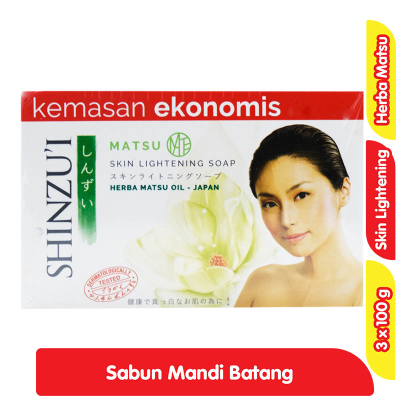 kemasan ekonomis
SHINZU'I
しんずい
MATSU
SKIN LIGHTENING SOAP
スキンライトニングソープ
HERBA MATSU OIL - JAPAN
DERMATOLOGICALLY
TESTED
健康で真っ白なお肌の為に!
Herba Matsu
Skin Lightening
3 x 100 g
Sabun Mandi Batang